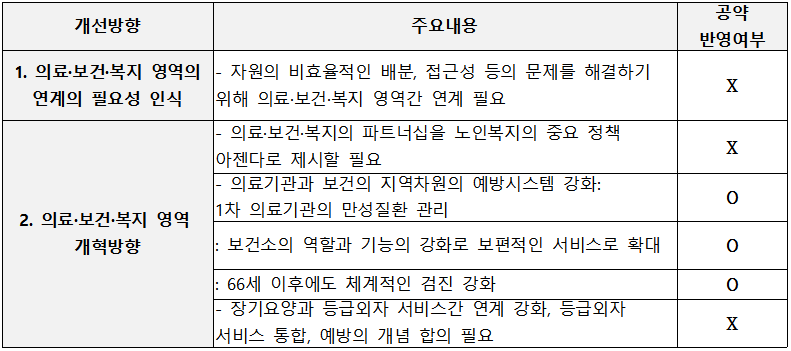 개선방향 주요내용 공약
반영여부
1. 의료·보건·복지 영역의
연계의 필요성 인식
- 자원의 비효율적인 배분, 접근성 등의 문제를 해결하기
위해 의료·보건·복지 영역간 연계 필요
X
2. 의료·보건·복지 영역
개혁방향
- 의료·보건·복지의 파트너십을 노인복지의 중요 정책
아젠다로 제시할 필요
X
- 의료기관과 보건의 지역차원의 예방시스템 강화:
1차 의료기관의 만성질환 관리
O
: 보건소의 역할과 기능의 강화로 보편적인 서비스로 확대
O
: 66세 이후에도 체계적인 검진 강화
O
- 장기요양과 등급외자 서비스간 연계 강화, 등급외자
서비스 통합, 예방의 개념 합의 필요
X